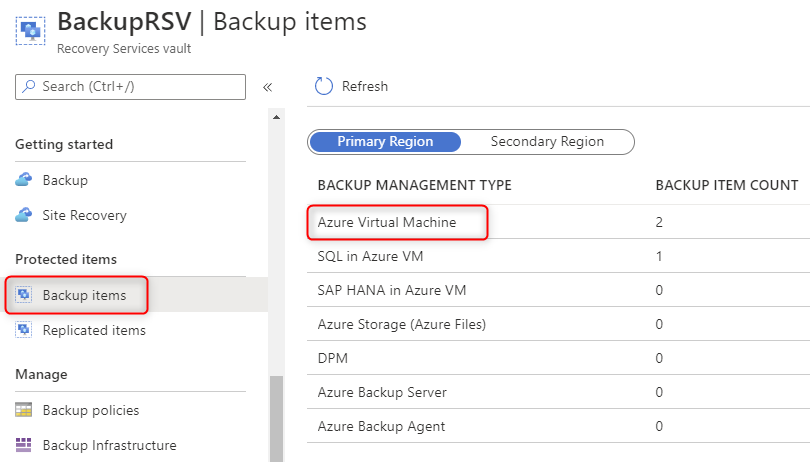 BackupRSV | Backup items
Recovery Services vault
Search (Ctrl+/)
«
Refresh
Getting started
Backup
Site Recovery
Protected items
Backup items
Replicated items
Manage
Backup policies
Backup Infrastructure
Primary Region Secondary Region
BACKUP MANAGEMENT TYPE BACKUP ITEM COUNT
Azure Virtual Machine 2
SQL in Azure VM 1
SAP HANA in Azure VM 0
Azure Storage (Azure Files) 0
DPM 0
Azure Backup Server 0
Azure Backup Agent 0